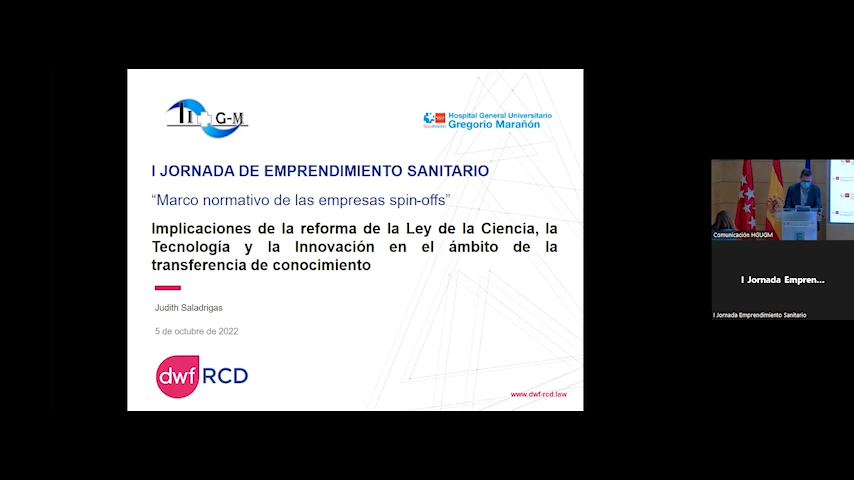 G-M
Hospital General Universitario
Gregorio Marañón
I JORNADA DE EMPRENDIMIENTO SANITARIO
“Marco normativo de las empresas spin-offs”
Implicaciones de la reforma de la Ley de la Ciencia, la
Tecnología y la Innovación en el ámbito de la
transferencia de conocimiento
Judith Saladrigas
5 de octubre de 2022
dwf RCD
www.dwf-rcd.law
Comunicación HGUGM
I Jornada Empren...
I Jornada Emprendimiento Sanitario